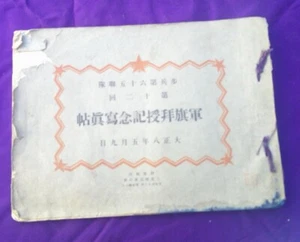 隊聯五十六第兵歩
回二十第
帖眞寫念記授拜旗軍
日九月五年八正大